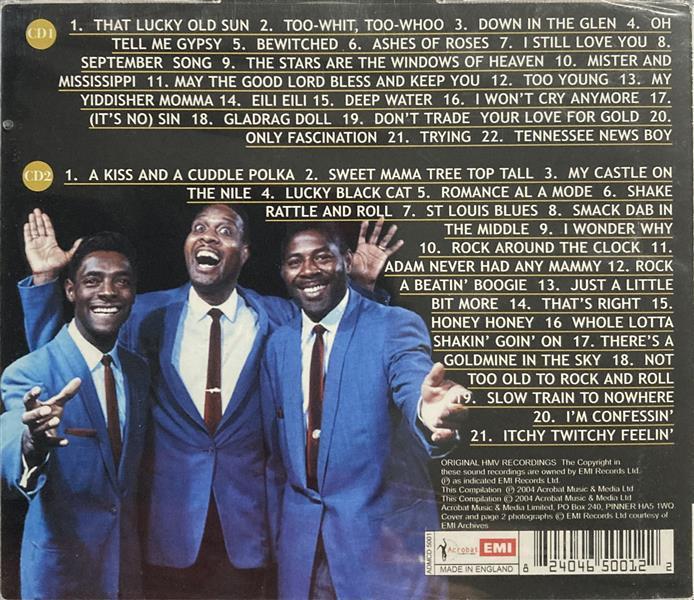 CD1
1. THAT LUCKY OLD SUN 2. TOO-WHIT, TOO-WHOO 3. DOWN IN THE GLEN 4. OH
TELL ME GYPSY 5. BEWITCHED 6. ASHES OF ROSES 7. I STILL LOVE YOU 8.
SEPTEMBER SONG 9. THE STARS ARE THE WINDOWS OF HEAVEN 10. MISTER AND
MISSISSIPPI 11. MAY THE GOOD LORD BLESS AND KEEP YOU 12. TOO YOUNG 13. MY
YIDDISHER MOMMA 14. EILI EILI 15. DEEP WATER 16. I WON'T CRY ANYMORE 17.
(IT'S NO) SIN 18. GLADRAG DOLL 19. DON'T TRADE YOUR LOVE FOR GOLD 20.
ONLY FASCINATION 21. TRYING 22. TENNESSEE NEWS BOY
CD2
1. A KISS AND A CUDDLE POLKA 2. SWEET MAMA TREE TOP TALL 3. MY CASTLE ON
THE NILE 4. LUCKY BLACK CAT 5. ROMANCE AL A MODE 6. SHAKE
RATTLE AND ROLL 7. ST LOUIS BLUES 8. SMACK DAB IN
THE MIDDLE 9. I WONDER WHY
10. ROCK AROUND THE CLOCK 11.
ADAM NEVER HAD ANY MAMMY 12. ROCK
A BEATIN' BOOGIE 13. JUST A LITTLE
BIT MORE 14. THAT'S RIGHT 15.
HONEY HONEY 16 WHOLE LOTTA
SHAKIN' GOIN' ON 17. THERE'S A
GOLDMINE IN THE SKY 18. NOT
TOO OLD TO ROCK AND ROLL
19. SLOW TRAIN TO NOWHERE
20. I'M CONFESSIN'
21. ITCHY TWITCHY FEELIN'
ORIGINAL HMV RECORDINGS The Copyright in
these sound recordings are owned by EMI Records Ltd.
℗ as indicated EMI Records Ltd.
This Compilation ℗ 2004 Acrobat Music & Media Ltd
This Compilation © 2004 Acrobat Music & Media Ltd
Acrobat Music & Media Limited, PO Box 240, PINNER HA5 1WQ
Cover and page 2 photographs © EMI Records Ltd courtesy of
EMI Archives
ADMCD 5001
Acrobat
EMI
MADE IN ENGLAND
8 24046 50012 2